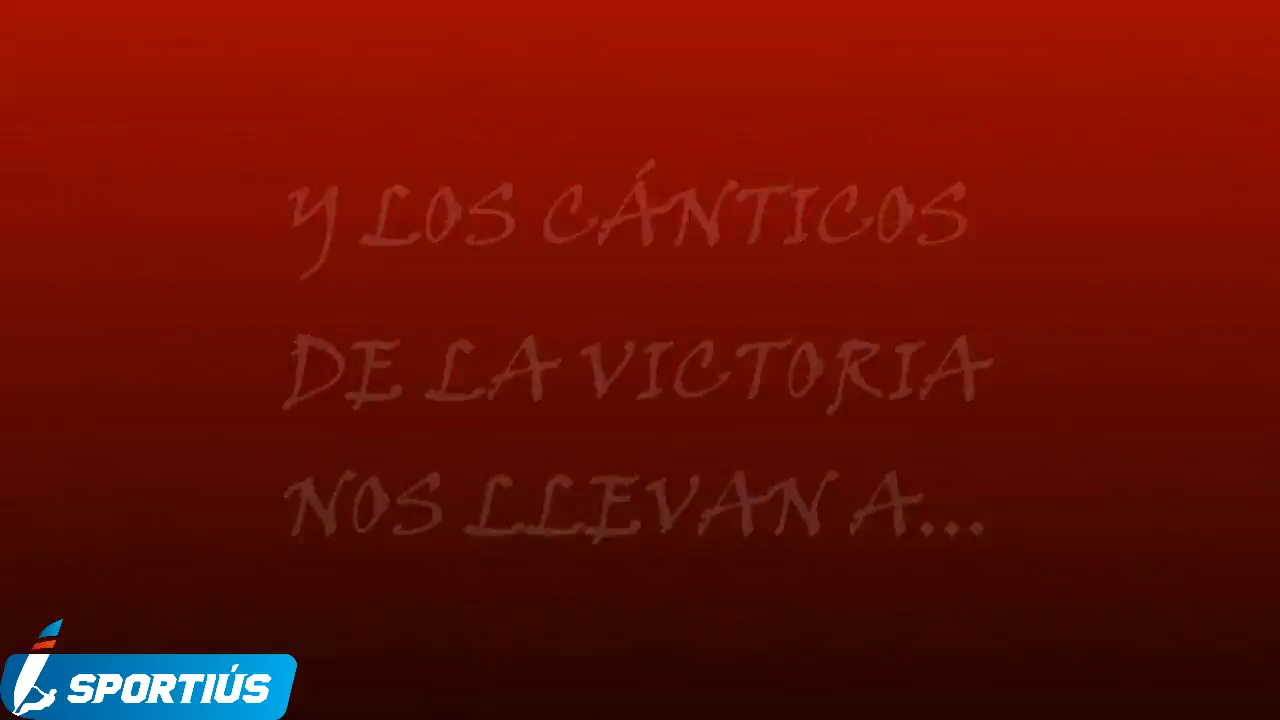 Y LOS CÁNTICOS
DE LA VICTORIA
NOS LLEVAN A...
SPORTIÚS